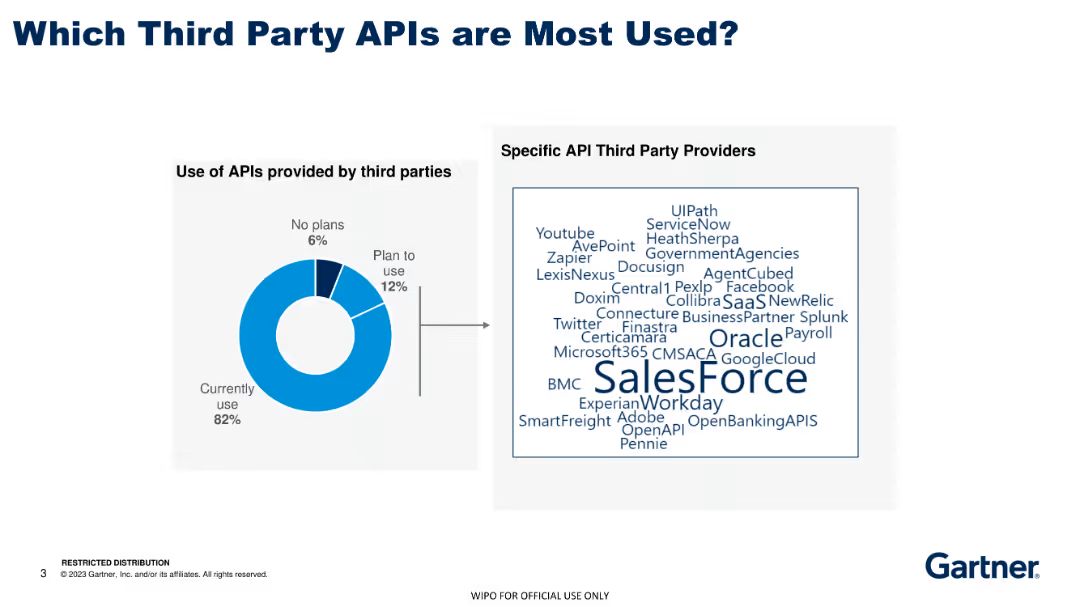 Which Third Party APIs are Most Used?
Use of APIs provided by third parties
No plans
6%
Plan to
use
12%
Currently
use
82%
Specific API Third Party Providers
UIPath
ServiceNow
Youtube
HeathSherpa
AvePoint
GovernmentAgencies
Zapier
Docusign
LexisNexus
AgentCubed
Central1 Pexlp Facebook
Doxim
Collibra SaaS NewRelic
Connecture BusinessPartner Splunk
Twitter Finastra
Certicamara
Oracle Payroll
Microsoft365 CMSACA GoogleCloud
SalesForce
BMC
Experian Workday
SmartFreight Adobe OpenBankingAPIS
OpenAPI
Pennie
RESTRICTED DISTRIBUTION
3 © 2023 Gartner, Inc. and/or its affiliates. All rights reserved.
Gartner®
WIPO FOR OFFICIAL USE ONLY